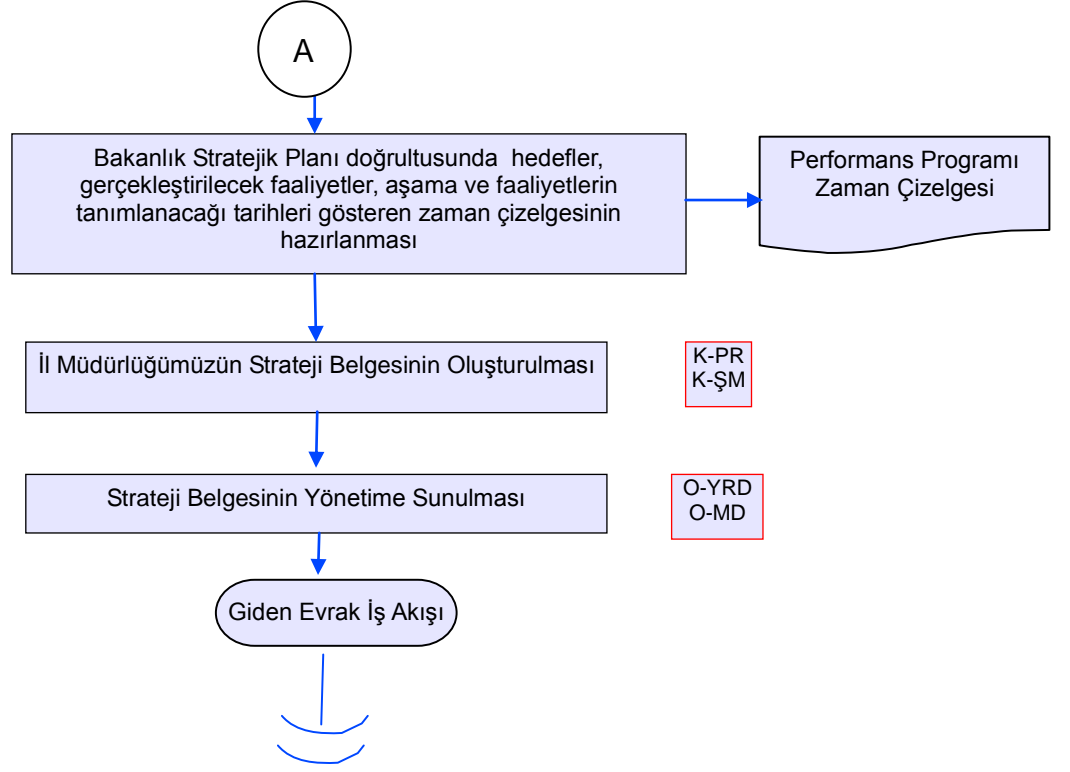 A
Bakanlık Stratejik Planı doğrultusunda hedefler,
gerçekleştirilecek faaliyetler, aşama ve faaliyetlerin
tanımlanacağı tarihleri gösteren zaman çizelgesinin
hazırlanması
Performans Programı
Zaman Çizelgesi
İl Müdürlüğümüzün Strateji Belgesinin Oluşturulması
K-PR
K-ŞM
Strateji Belgesinin Yönetime Sunulması
O-YRD
O-MD
Giden Evrak İş Akışı